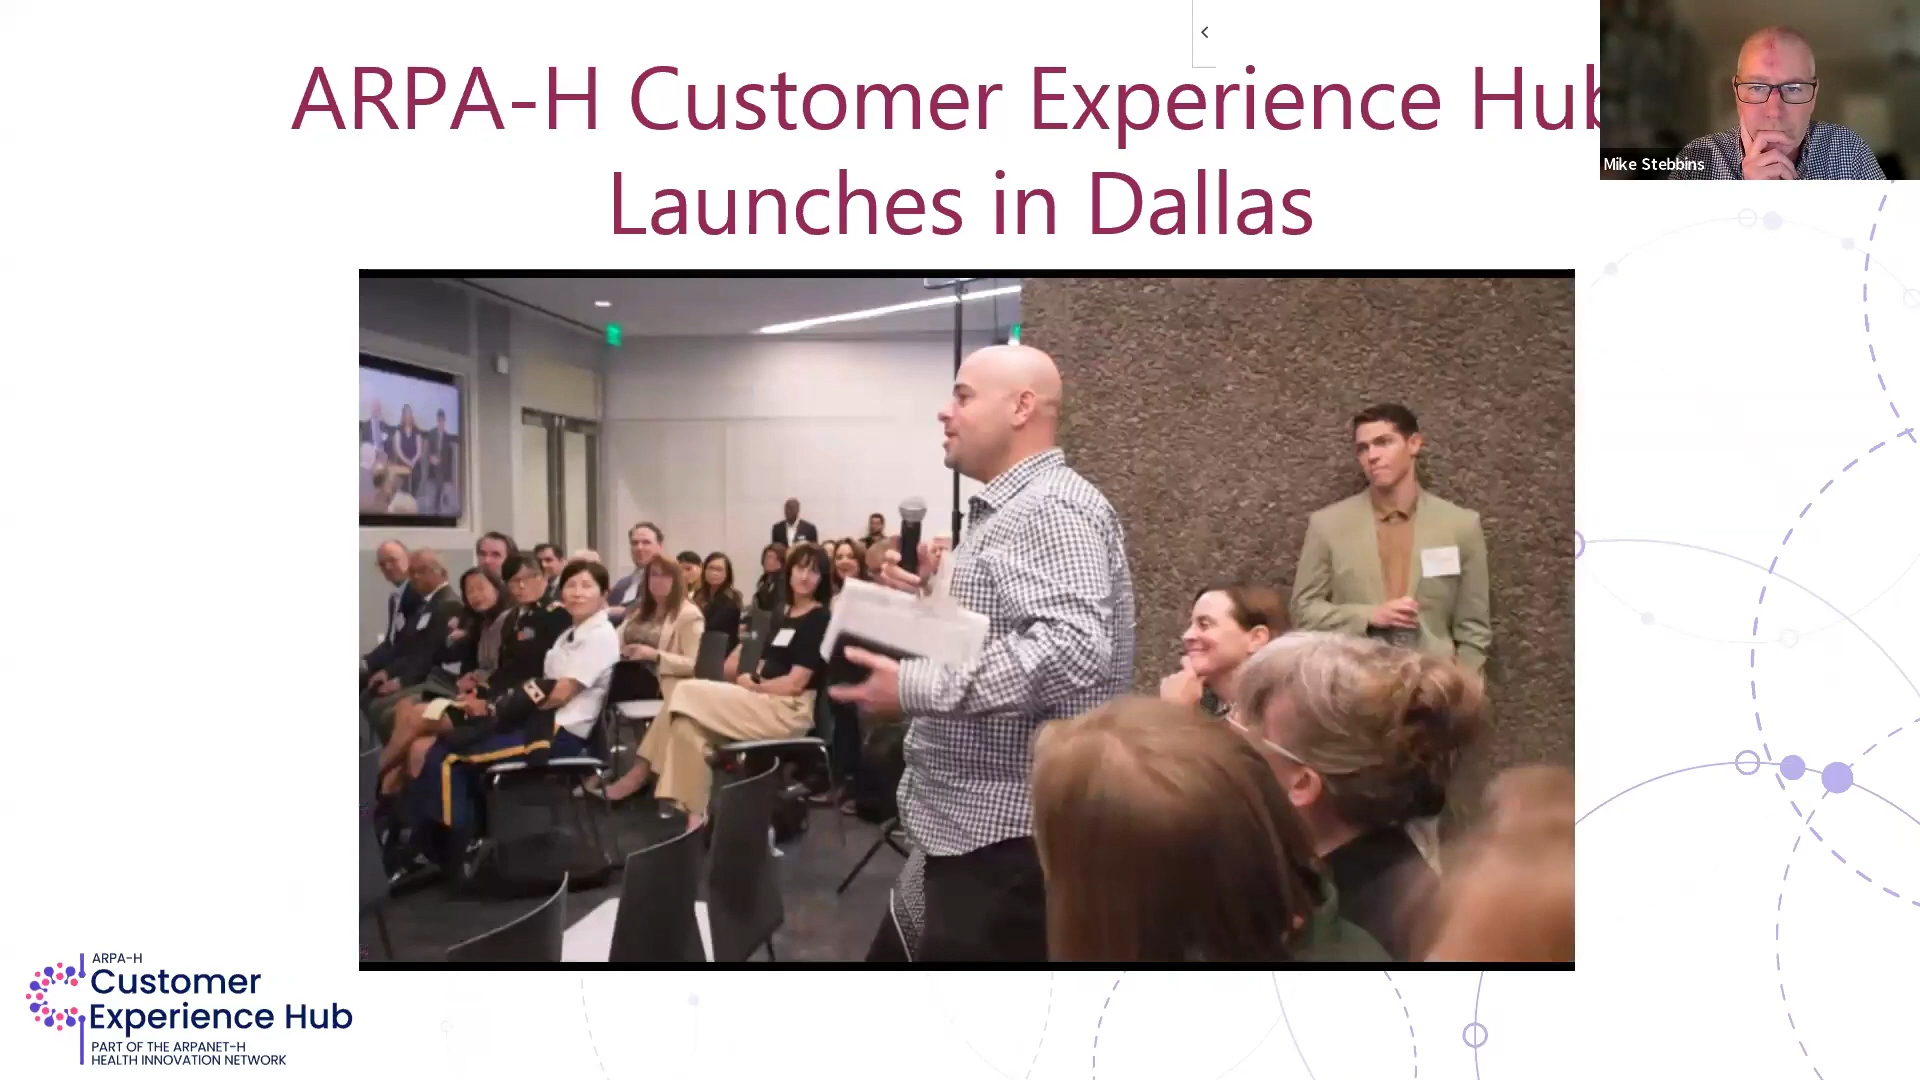 ARPA-H Customer Experience Hub
Launches in Dallas
Mike Stebbins
ARPA-H
Customer
Experience Hub
PART OF THE ARPANET-H
HEALTH INNOVATION NETWORK